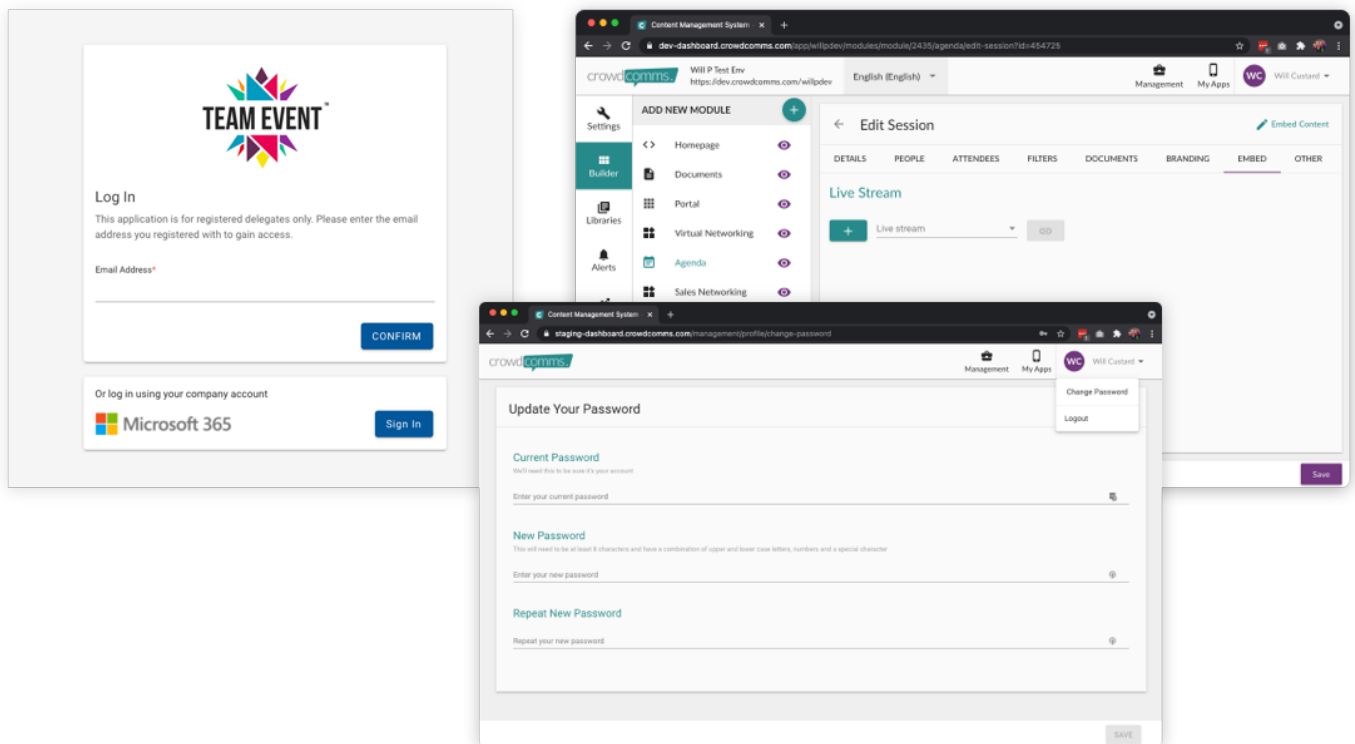 TEAM EVENT™
Log In
This application is for registered delegates only. Please enter the email
address you registered with to gain access.
Email Address*
CONFIRM
Or log in using your company account
Microsoft 365
Sign In
Content Management System
dev-dashboard.crowdcomms.com/app/willpdev/modules/module/2435/agenda/edit-session?id=454725
crowdcomms.
Will P Test Env
https://dev.crowdcomms.com/willpdev
English (English)
Management
My Apps
WC
Will Custard
Settings
Builder
Libraries
Alerts
ADD NEW MODULE
Homepage
Documents
Portal
Virtual Networking
Agenda
Sales Networking
Edit Session
Embed Content
DETAILS PEOPLE ATTENDEES FILTERS DOCUMENTS BRANDING EMBED OTHER
Live Stream
Live stream
Save
Content Management System
staging-dashboard.crowdcomms.com/management/profile/change-password
crowdcomms.
Management
My Apps
WC
Will Custard
Change Password
Logout
Update Your Password
Current Password
We'll need this to be sure it's your account
Enter your current password
New Password
This will need to be at least 8 characters and have a combination of upper and lower case letters, numbers and a special character
Enter your new password
Repeat New Password
Repeat your new password
SAVE